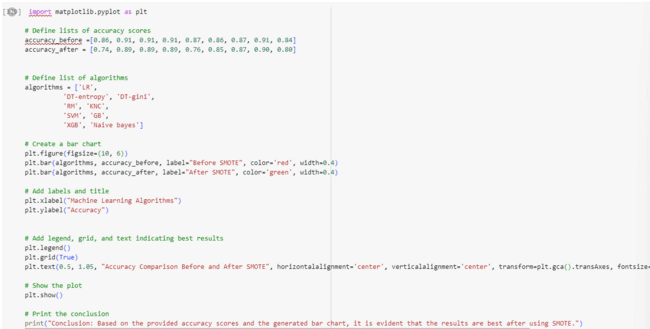 import matplotlib.pyplot as plt
# Define lists of accuracy scores
accuracy_before =[0.86, 0.91, 0.91, 0.91, 0.87, 0.86, 0.87, 0.91, 0.84]
accuracy_after = [0.74, 0.89, 0.89, 0.89, 0.76, 0.85, 0.87, 0.90, 0.80]
# Define list of algorithms
algorithms = ['LR',
'DT-entropy', 'DT-gini',
'RM', 'KNC',
'SVM', 'GB',
'XGB', 'Naive bayes']
# Create a bar chart
plt.figure(figsize=(10, 6))
plt.bar(algorithms, accuracy_before, label="Before SMOTE", color='red', width=0.4)
plt.bar(algorithms, accuracy_after, label="After SMOTE", color='green', width=0.4)
# Add labels and title
plt.xlabel("Machine Learning Algorithms")
plt.ylabel("Accuracy")
# Add legend, grid, and text indicating best results
plt.legend()
plt.grid(True)
plt.text(0.5, 1.05, "Accuracy Comparison Before and After SMOTE", horizontalalignment='center', verticalalignment='center', transform=plt.gca().transAxes, fontsize=
# Show the plot
plt.show()
# Print the conclusion
print("Conclusion: Based on the provided accuracy scores and the generated bar chart, it is evident that the results are best after using SMOTE.")